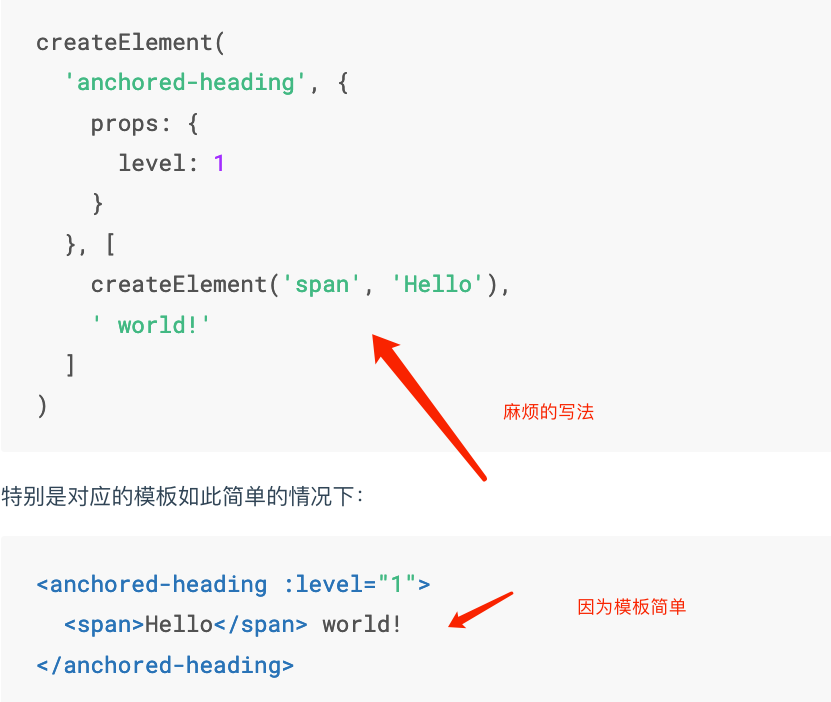 createElement(
  'anchored-heading', {
    props: {
      level: 1
    }
  }, [
    createElement('span', 'Hello'),
    ' world!'
  ]
)
麻烦的写法
特别是对应的模板如此简单的情况下：
<anchored-heading :level="1">
  <span>Hello</span> world!
因为模板简单
</anchored-heading>